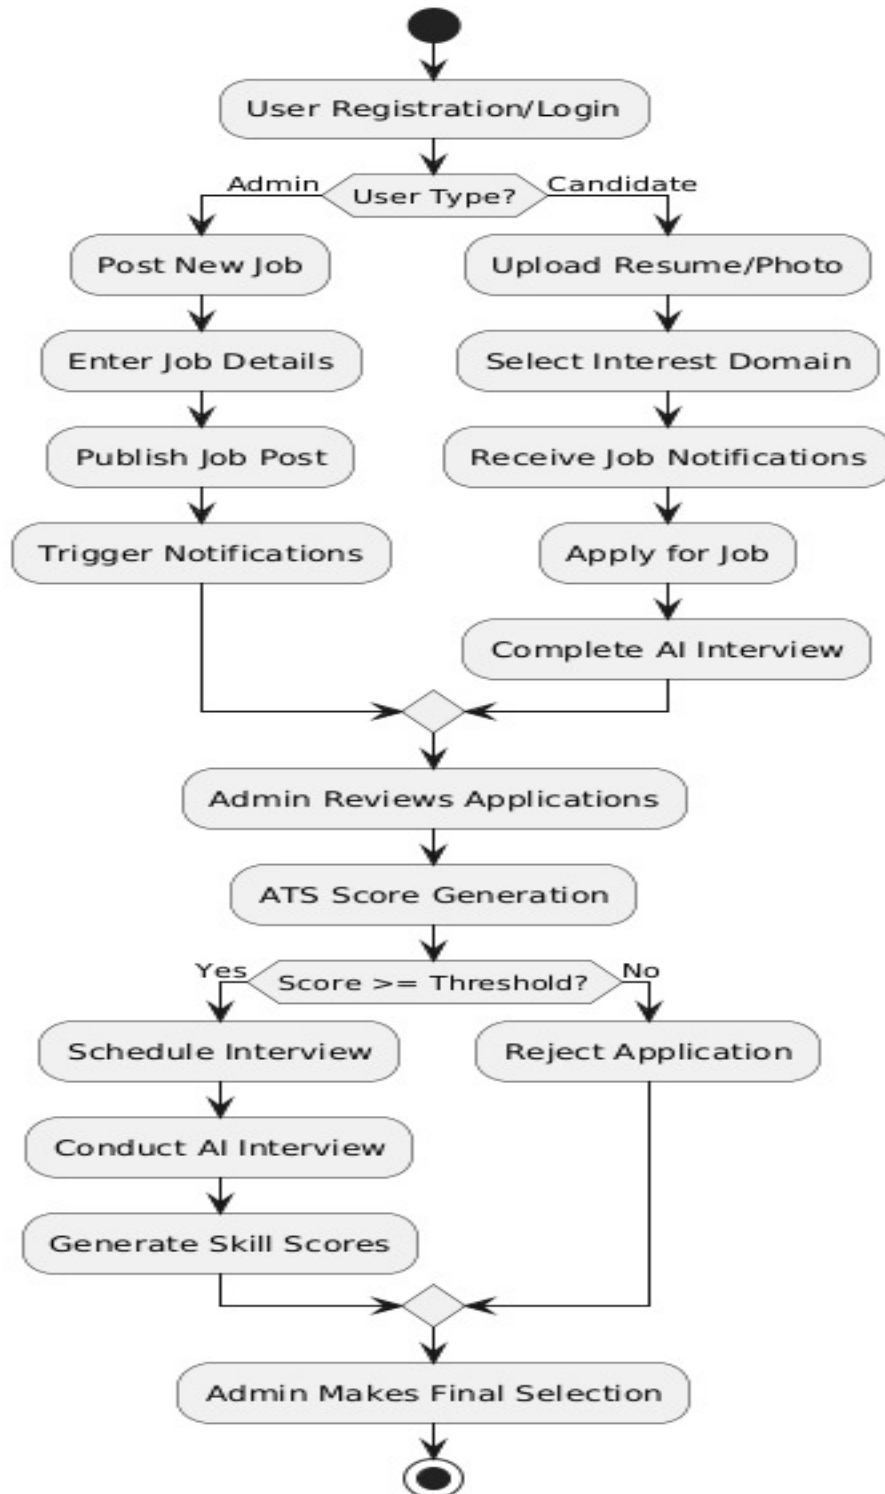 User Registration/Login
Admin
User Type?
Candidate
Post New Job
Upload Resume/Photo
Enter Job Details
Select Interest Domain
Publish Job Post
Receive Job Notifications
Trigger Notifications
Apply for Job
Complete AI Interview
Admin Reviews Applications
ATS Score Generation
Yes
Score >= Threshold?
No
Schedule Interview
Reject Application
Conduct AI Interview
Generate Skill Scores
Admin Makes Final Selection